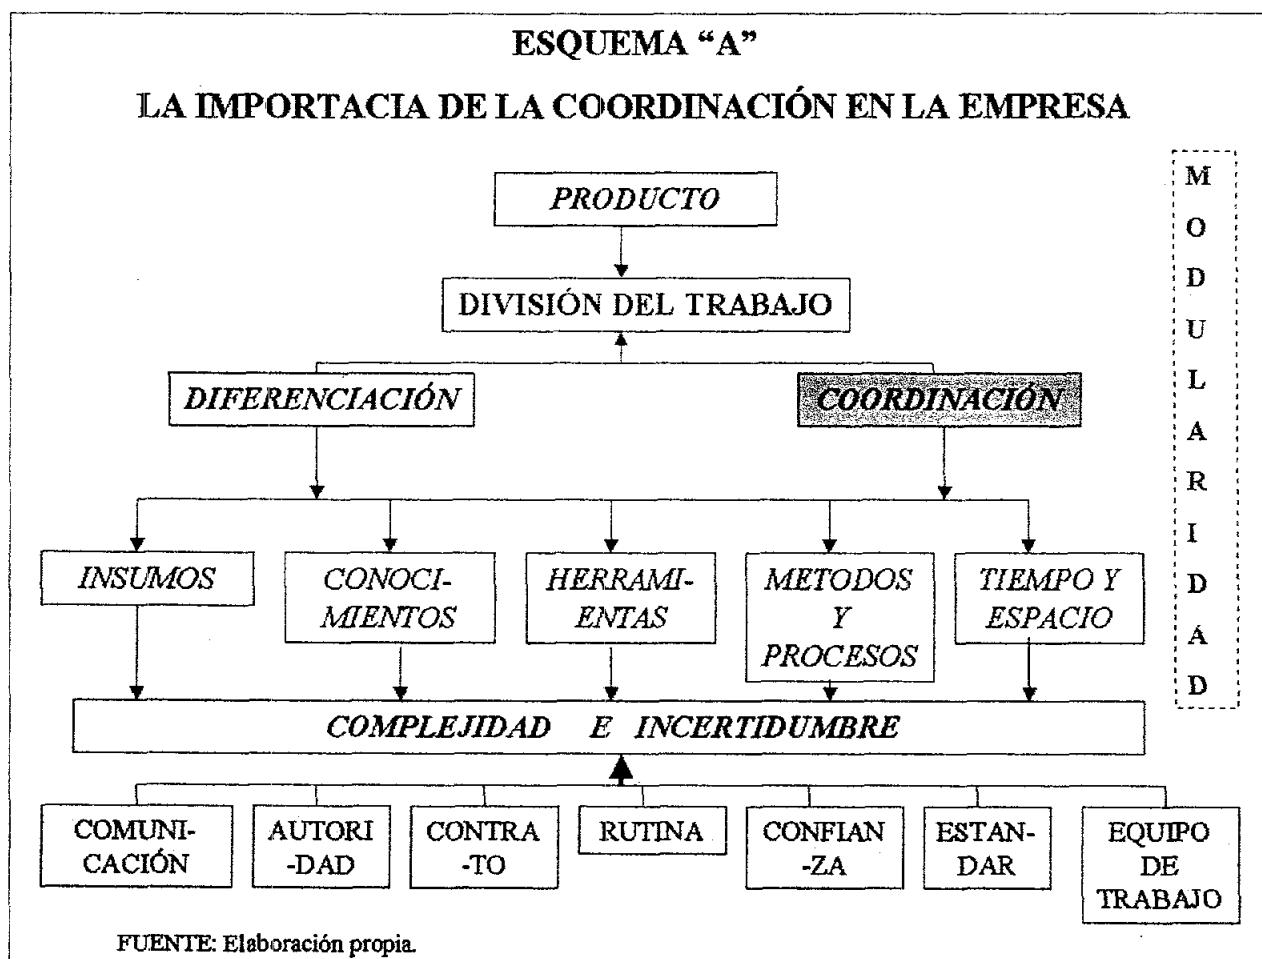 ESQUEMA “A”
LA IMPORTACIA DE LA COORDINACIÓN EN LA EMPRESA
PRODUCTO
DIVISIÓN DEL TRABAJO
DIFERENCIACIÓN
COORDINACIÓN
INSUMOS
CONOCI-
MIENTOS
HERRAMI-
ENTAS
METODOS
Y
PROCESOS
TIEMPO Y
ESPACIO
COMPLEJIDAD E INCERTIDUMBRE
COMUNI-
CACIÓN
AUTORI
-DAD
CONTRA
-TO
RUTINA
CONFIAN
-ZA
ESTAN-
DAR
EQUIPO
DE
TRABAJO
M
O
D
U
L
A
R
I
D
Á
D
FUENTE: Elaboración propia.